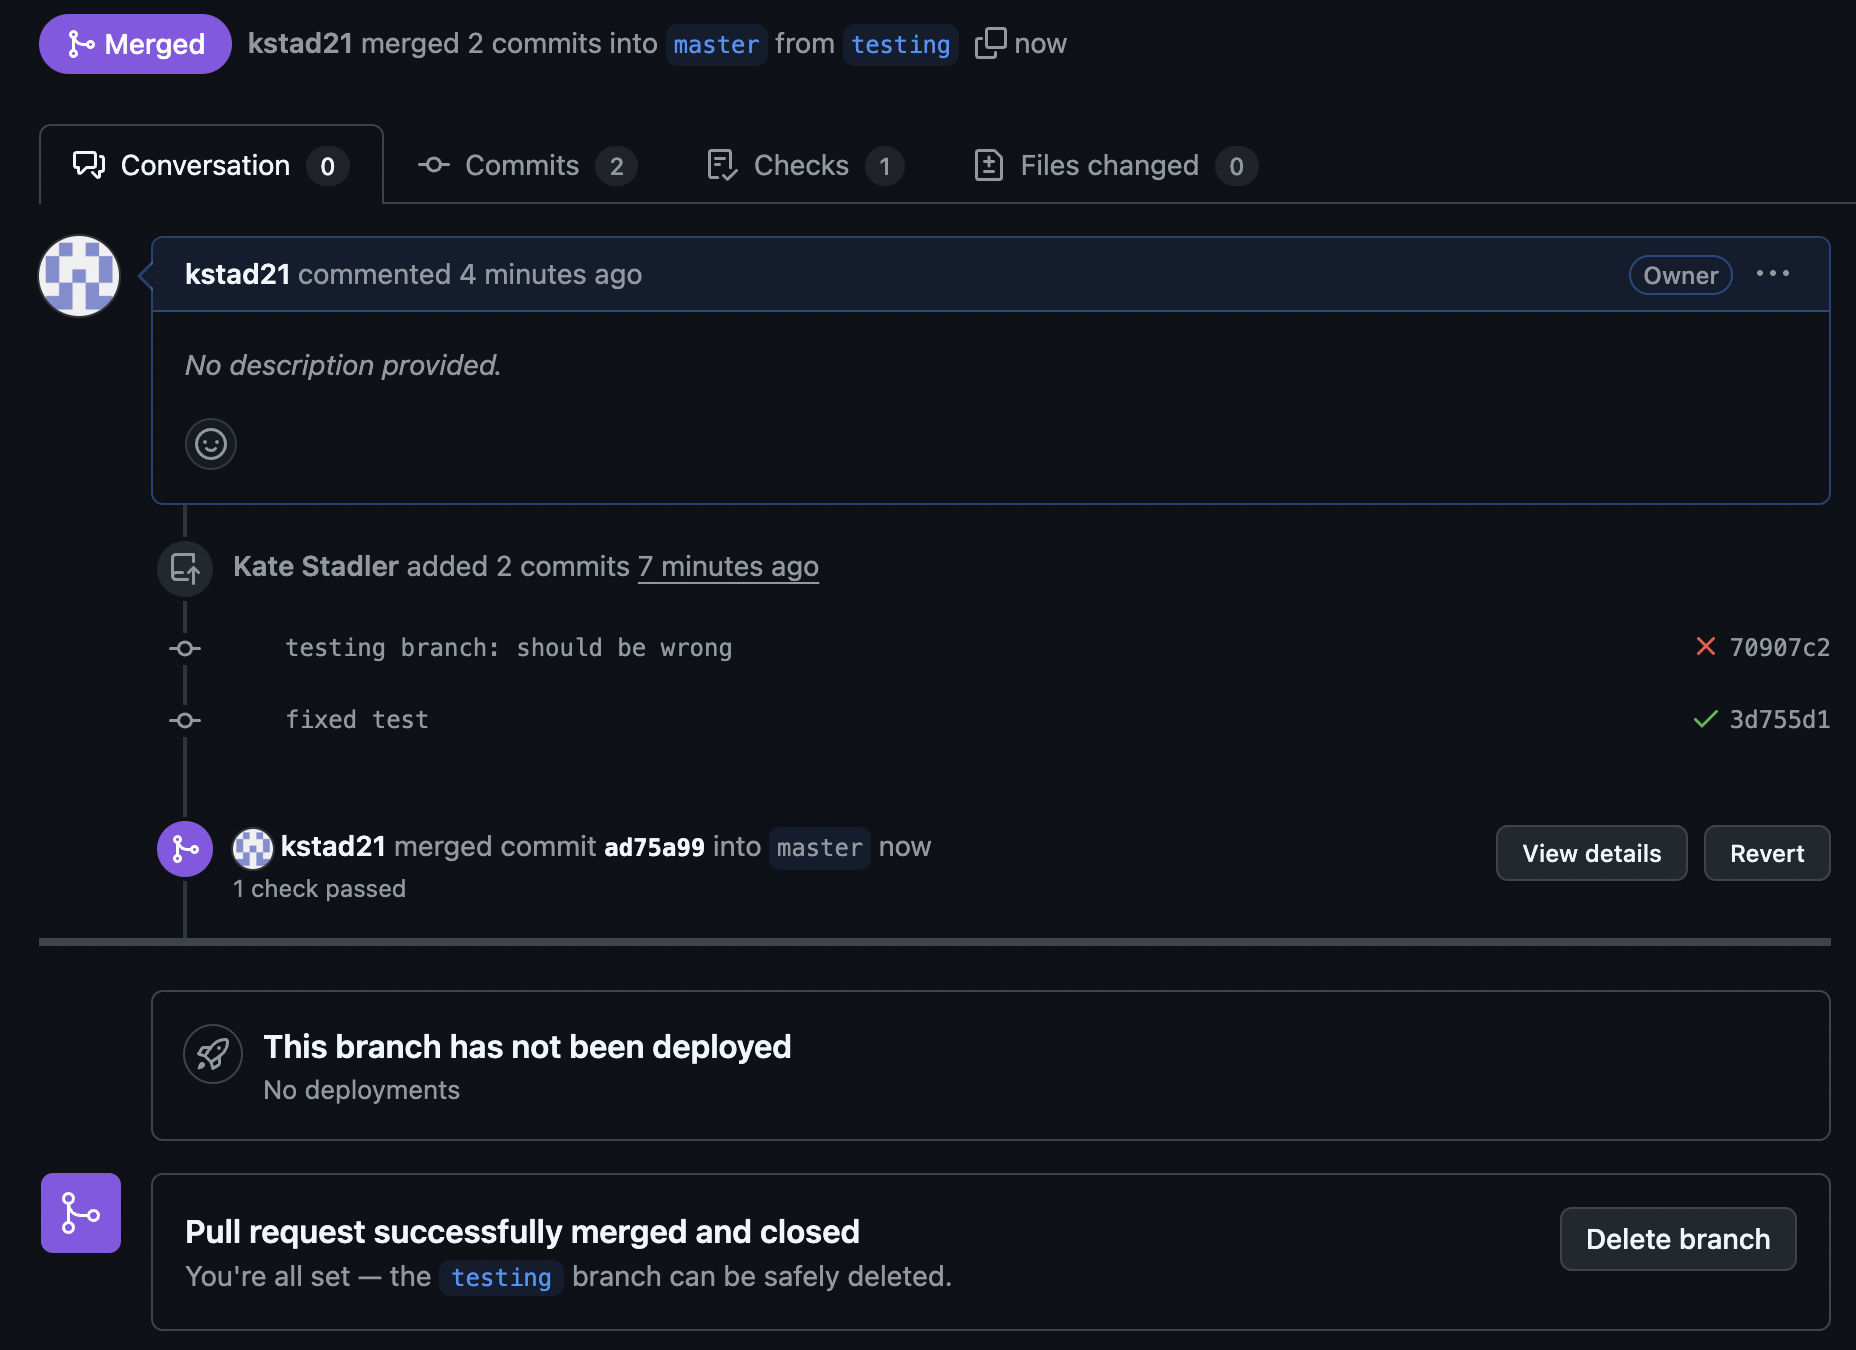 Merged kstad21 merged 2 commits into master from testing now
Conversation 0 Commits 2 Checks 1 Files changed 0
kstad21 commented 4 minutes ago Owner
No description provided.
Kate Stadler added 2 commits 7 minutes ago
testing branch: should be wrong 70907c2
fixed test 3d755d1
kstad21 merged commit ad75a99 into master now View details Revert
1 check passed
This branch has not been deployed
No deployments
Pull request successfully merged and closed
You're all set — the testing branch can be safely deleted.
Delete branch